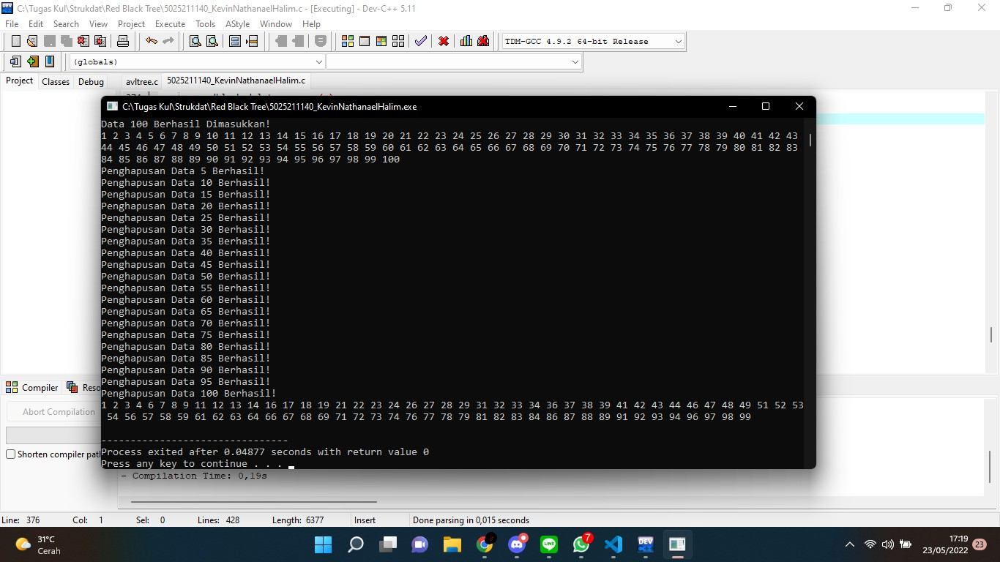 C:\Tugas Kul\Strukdat\Red Black Tree\5025211140_KevinNathanaelHalim.c - [Executing] - Dev-C++ 5.11
File Edit Search View Project Execute Tools AStyle Window Help
TDM-GCC 4.9.2 64-bit Release
(globals)
Project Classes Debug avltree.c 5025211140_KevinNathanaelHalim.c
C:\Tugas Kul\Strukdat\Red Black Tree\5025211140_KevinNathanaelHalim.exe
Data 100 Berhasil Dimasukkan!
1 2 3 4 5 6 7 8 9 10 11 12 13 14 15 16 17 18 19 20 21 22 23 24 25 26 27 28 29 30 31 32 33 34 35 36 37 38 39 40 41 42 43
44 45 46 47 48 49 50 51 52 53 54 55 56 57 58 59 60 61 62 63 64 65 66 67 68 69 70 71 72 73 74 75 76 77 78 79 80 81 82 83
84 85 86 87 88 89 90 91 92 93 94 95 96 97 98 99 100
Penghapusan Data 5 Berhasil!
Penghapusan Data 10 Berhasil!
Penghapusan Data 15 Berhasil!
Penghapusan Data 20 Berhasil!
Penghapusan Data 25 Berhasil!
Penghapusan Data 30 Berhasil!
Penghapusan Data 35 Berhasil!
Penghapusan Data 40 Berhasil!
Penghapusan Data 45 Berhasil!
Penghapusan Data 50 Berhasil!
Penghapusan Data 55 Berhasil!
Penghapusan Data 60 Berhasil!
Penghapusan Data 65 Berhasil!
Penghapusan Data 70 Berhasil!
Penghapusan Data 75 Berhasil!
Penghapusan Data 80 Berhasil!
Penghapusan Data 85 Berhasil!
Penghapusan Data 90 Berhasil!
Penghapusan Data 95 Berhasil!
Penghapusan Data 100 Berhasil!
1 2 3 4 6 7 8 9 11 12 13 14 16 17 18 19 21 22 23 24 26 27 28 29 31 32 33 34 36 37 38 39 41 42 43 44 46 47 48 49 51 52 53
54 56 57 58 59 61 62 63 64 66 67 68 69 71 72 73 74 76 77 78 79 81 82 83 84 86 87 88 89 91 92 93 94 96 97 98 99
--------------------------------
Process exited after 0.04877 seconds with return value 0
Press any key to continue . . .
Compiler Reso
Abort Compilation
Shorten compiler pat
- Compilation Time: 0,19s
Line: 376 Col: 1 Sel: 0 Lines: 428 Length: 6377 Insert Done parsing in 0,015 seconds
31°C
Cerah
DEV
LINE
7
17:19
23/05/2022
23